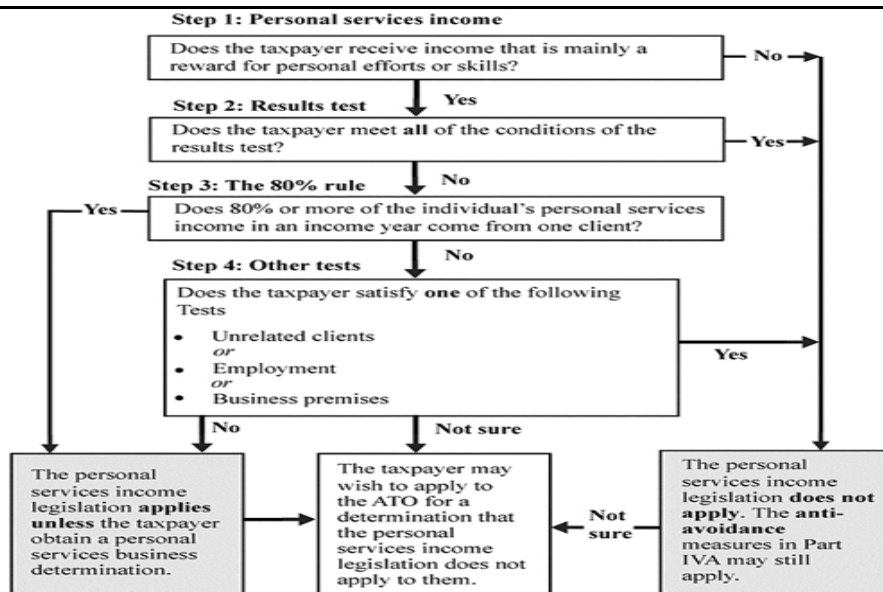 Step 1: Personal services income
Does the taxpayer receive income that is mainly a
reward for personal efforts or skills?
No
Yes
Step 2: Results test
Does the taxpayer meet all of the conditions of the
results test?
Yes
No
Step 3: The 80% rule
Yes
Does 80% or more of the individual's personal services
income in an income year come from one client?
No
Step 4: Other tests
Does the taxpayer satisfy one of the following
Tests
• Unrelated clients
or
• Employment
or
• Business premises
Yes
No
Not sure
The personal
services income
legislation applies
unless the taxpayer
obtain a personal
services business
determination.
The taxpayer may
wish to apply to
the ATO for a
determination that
the personal
services income
legislation does not
apply to them.
Not
sure
The personal
services income
legislation does not
apply. The anti-
avoidance
measures in Part
IVA may still
apply.